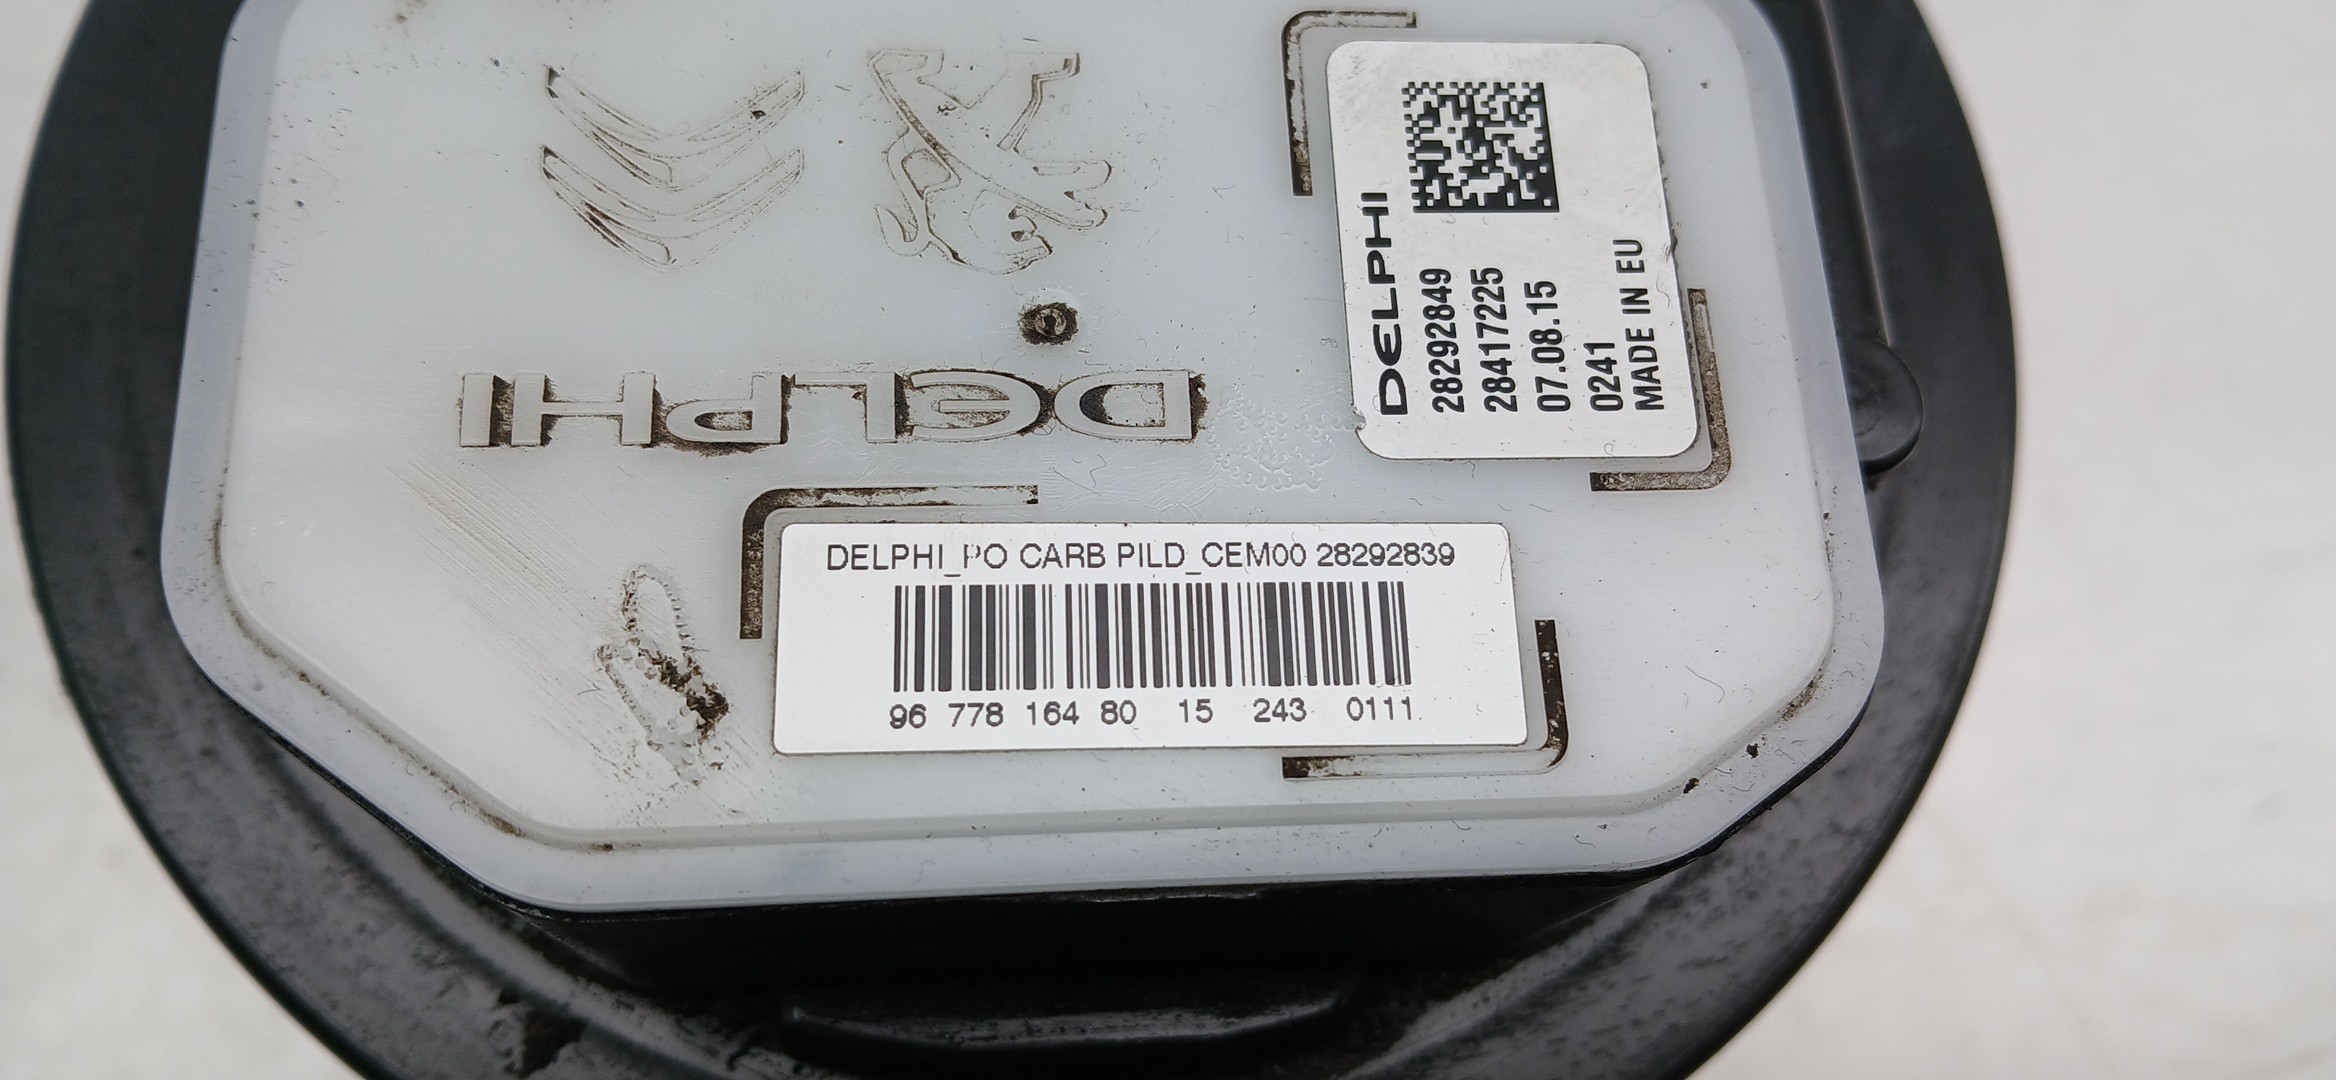 DELPHI
28292849
28417225
07.08.15
0241
MADE IN EU
DELPHI
DELPHI_PO CARB PILD_CEM00 28292839
96 778 164 80 15 243 0111